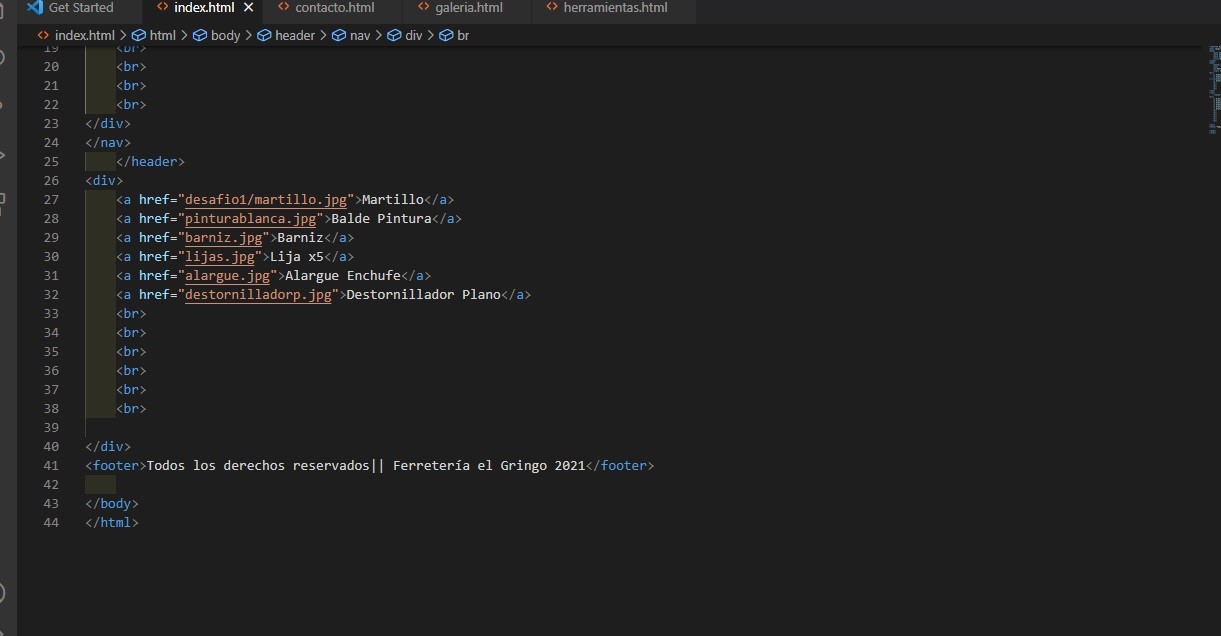 Get Started index.html contacto.html galeria.html herramientas.html
index.html > html > body > header > nav > div > br
19 <br>
20 <br>
21 <br>
22 <br>
23 </div>
24 </nav>
25 </header>
26 <div>
27 <a href="desafio1/martillo.jpg">Martillo</a>
28 <a href="pinturablanca.jpg">Balde Pintura</a>
29 <a href="barniz.jpg">Barniz</a>
30 <a href="lijas.jpg">Lija x5</a>
31 <a href="alargue.jpg">Alargue Enchufe</a>
32 <a href="destornilladorp.jpg">Destornillador Plano</a>
33 <br>
34 <br>
35 <br>
36 <br>
37 <br>
38 <br>
39
40 </div>
41 <footer>Todos los derechos reservados|| Ferretería el Gringo 2021</footer>
42
43 </body>
44 </html>